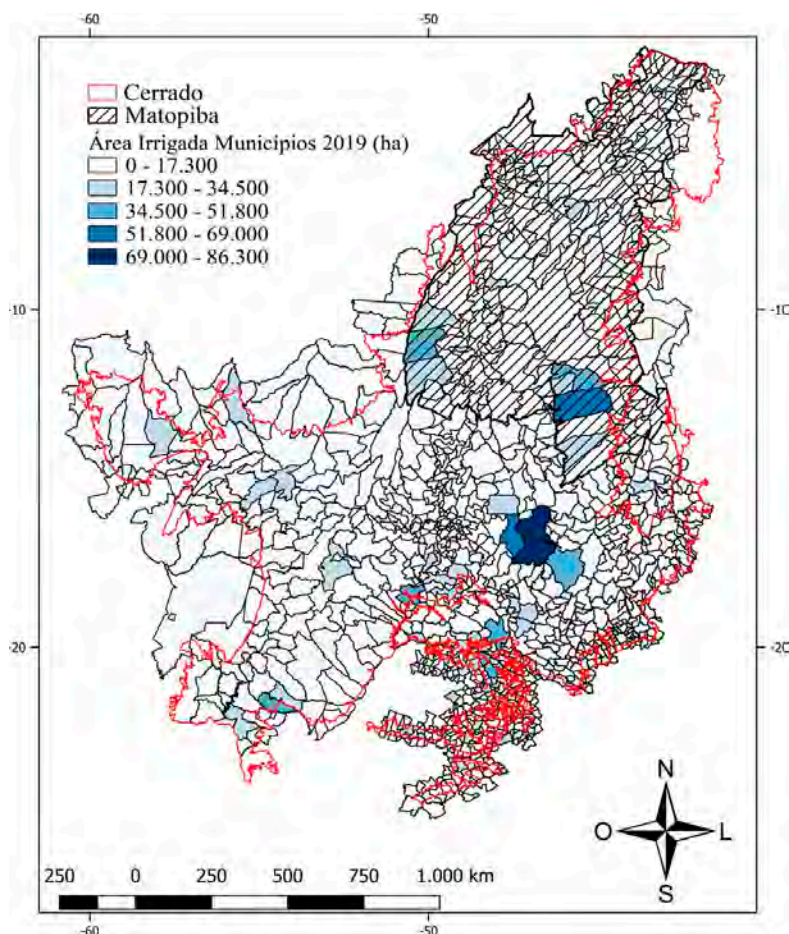 -60 -50
Cerrado
Matopiba
Área Irrigada Municípios 2019 (ha)
0 - 17.300
17.300 - 34.500
34.500 - 51.800
51.800 - 69.000
69.000 - 86.300
-10 -10
-20 -20
N
O L
S
250 0 250 500 750 1.000 km
-60 -50